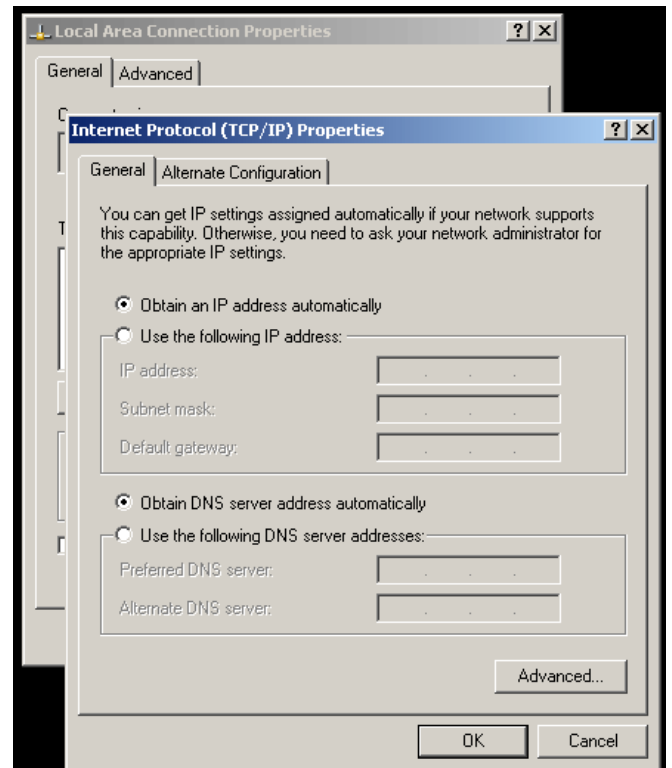 Local Area Connection Properties
General
Advanced
Internet Protocol (TCP/IP) Properties
General
Alternate Configuration
You can get IP settings assigned automatically if your network supports
this capability. Otherwise, you need to ask your network administrator for
the appropriate IP settings.
Obtain an IP address automatically
Use the following IP address:
IP address:
Subnet mask:
Default gateway:
Obtain DNS server address automatically
Use the following DNS server addresses:
Preferred DNS server:
Alternate DNS server:
Advanced...
OK
Cancel